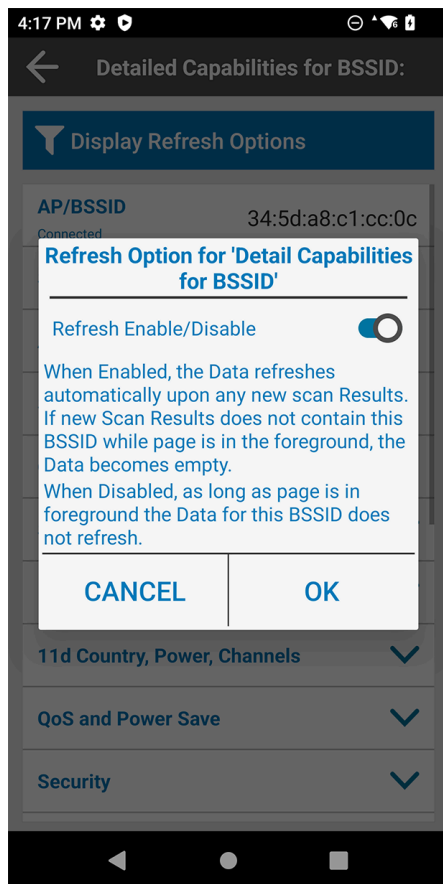 4:17 PM
Detailed Capabilities for BSSID:
Display Refresh Options
AP/BSSID
34:5d:a8:c1:cc:0c
Connected
Refresh Option for 'Detail Capabilities
for BSSID'
Refresh Enable/Disable
When Enabled, the Data refreshes
automatically upon any new scan Results.
If new Scan Results does not contain this
BSSID while page is in the foreground, the
Data becomes empty.
When Disabled, as long as page is in
foreground the Data for this BSSID does
not refresh.
CANCEL
OK
11d Country, Power, Channels
QoS and Power Save
Security